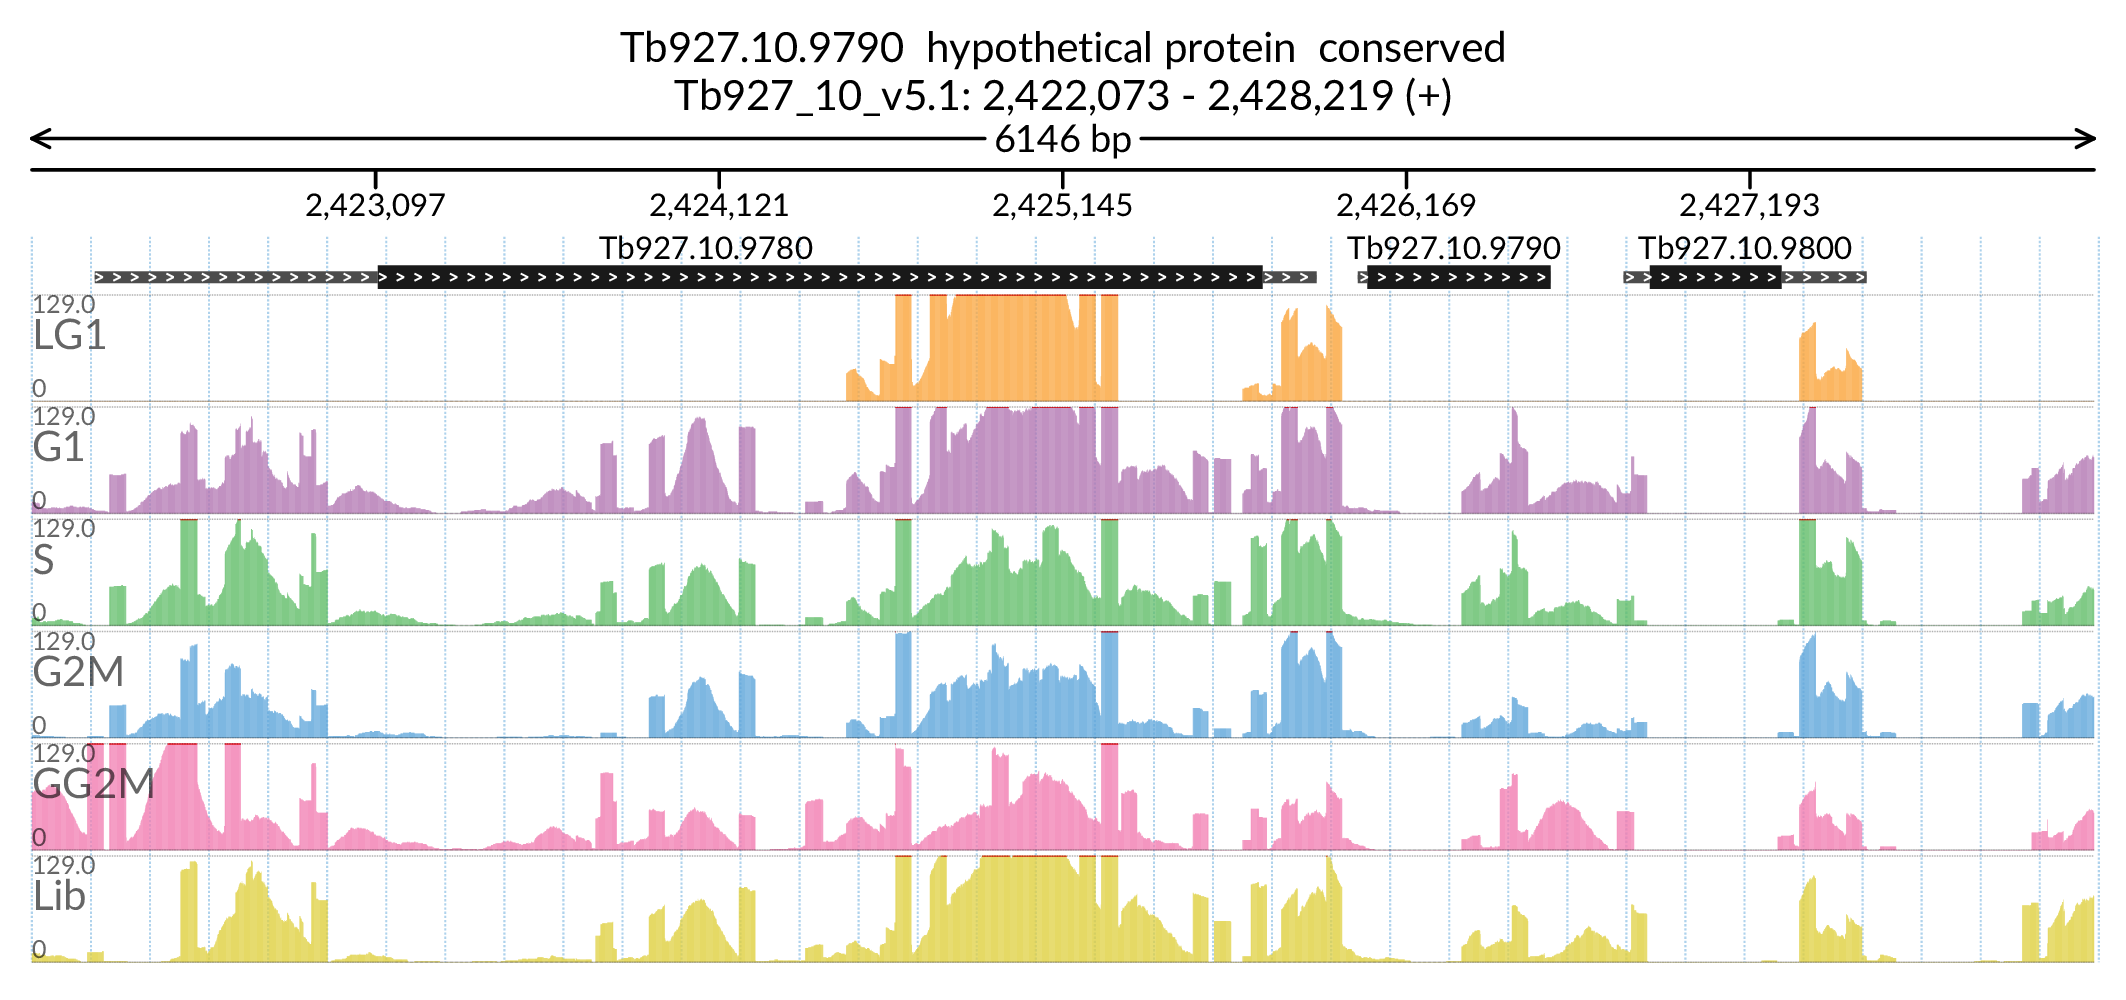 Tb927.10.9790 hypothetical protein conserved
Tb927_10_v5.1: 2,422,073 - 2,428,219 (+)
6146 bp
2,423,097 2,424,121 2,425,145 2,426,169 2,427,193
Tb927.10.9780 Tb927.10.9790 Tb927.10.9800
129.0
LG1
0
129.0
G1
0
129.0
S
0
129.0
G2M
0
129.0
GG2M
0
129.0
Lib
0